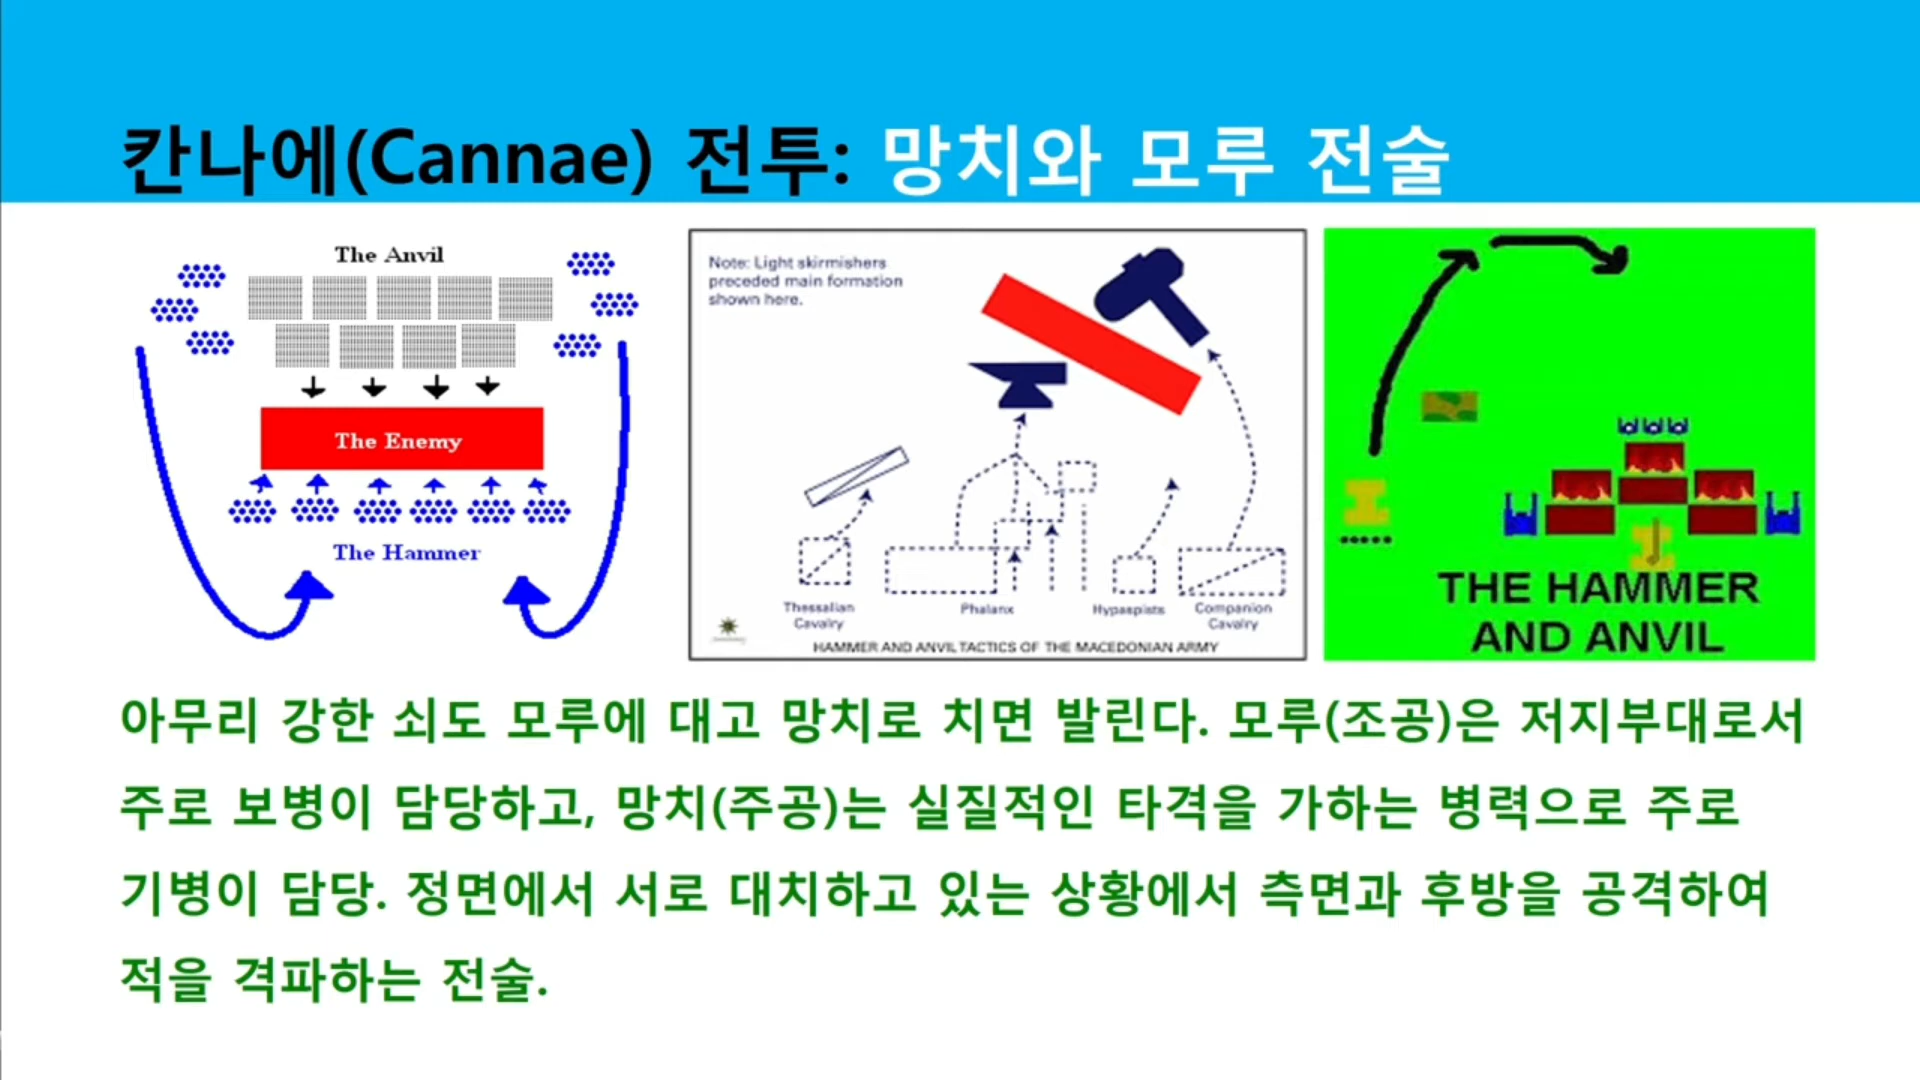 칸나에(Cannae) 전투: 망치와 모루 전술
The Anvil
The Enemy
The Hammer
Note: Light skirmishers
preceded main formation
shown here.
Thessalian
Cavalry
Phalanx
Hypaspists
Companion
Cavalry
HAMMER AND ANVIL TACTICS OF THE MACEDONIAN ARMY
THE HAMMER
AND ANVIL
아무리 강한 쇠도 모루에 대고 망치로 치면 발린다. 모루(조공)은 저지부대로서
주로 보병이 담당하고, 망치(주공)는 실질적인 타격을 가하는 병력으로 주로
기병이 담당. 정면에서 서로 대치하고 있는 상황에서 측면과 후방을 공격하여
적을 격파하는 전술.